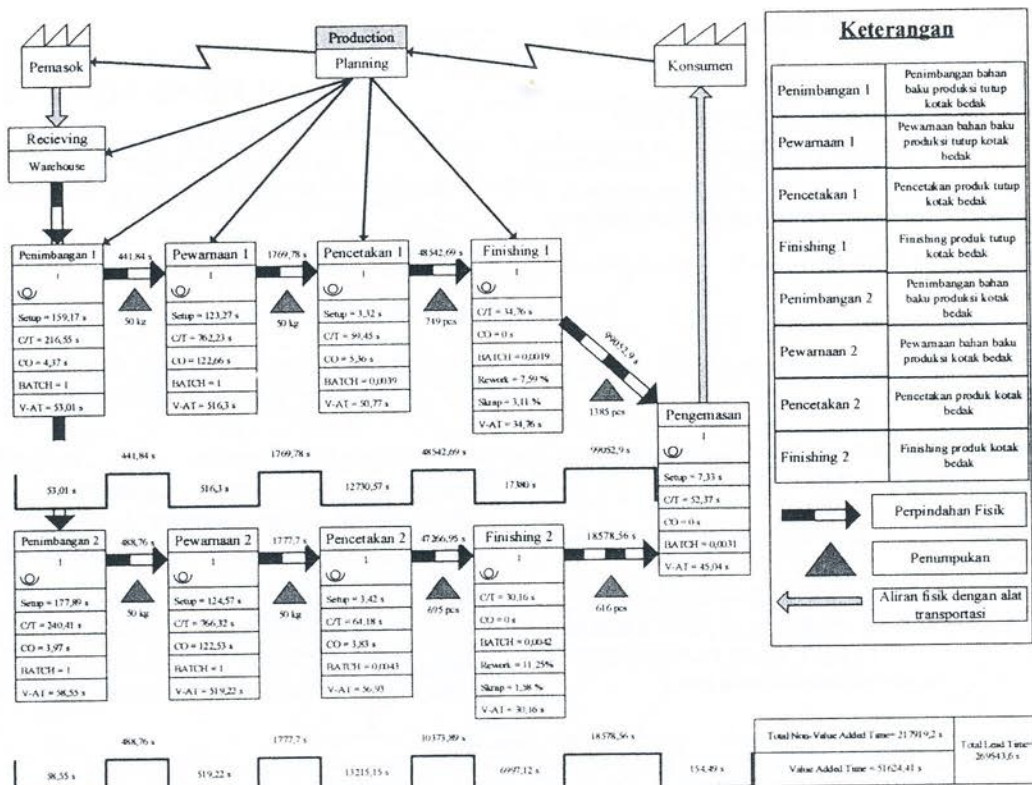 Pemasok
Production
Planning
Konsumen
Recieving
Warehouse
Penimbangan 1
1
Setup = 159,17 s
C/T = 216,55 s
CO = 4,37 s
BATCH = 1
V-AT = 53,01 s
441,84 s
50 kg
Pewarnaan 1
1
Setup = 123,27 s
C/T = 762,23 s
CO = 122,66 s
BATCH = 1
V-AT = 516,3 s
1769,78 s
50 kg
Pencetakan 1
1
Setup = 3,32 s
C/T = 59,45 s
CO = 5,36 s
BATCH = 0,0039
V-AT = 50,77 s
48542,69 s
749 pcs
Finishing 1
1
C/T = 34,76 s
CO = 0 s
BATCH = 0,0019
Rework = 7,59 %
Skrap = 3,11 %
V-AT = 34,76 s
99052,9 s
1385 pcs
Pengemasan
1
Setup = 7,33 s
C/T = 52,37 s
CO = 0 s
BATCH = 0,0031
V-AT = 45,04 s
441,84 s
1769,78 s
48542,69 s
99052,9 s
53,01 s
516,3 s
12730,57 s
17380 s
Penimbangan 2
1
Setup = 177,89 s
C/T = 240,41 s
CO = 3,97 s
BATCH = 1
V-AT = 58,55 s
488,76 s
50 kg
Pewarnaan 2
1
Setup = 124,57 s
C/T = 766,32 s
CO = 122,53 s
BATCH = 1
V-AT = 519,22 s
1777,7 s
50 kg
Pencetakan 2
1
Setup = 3,42 s
C/T = 64,18 s
CO = 3,83 s
BATCH = 0,0043
V-AT = 56,93
47266,95 s
695 pcs
Finishing 2
1
C/T = 30,16 s
CO = 0 s
BATCH = 0,0042
Rework = 11,25%
Skrap = 1,58 %
V-AT = 30,16 s
18578,56 s
616 pcs
488,76 s
1777,7 s
10373,89 s
18578,56 s
58,55 s
519,22 s
13215,15 s
6997,12 s
154,49 s
Total Non-Value Added Time= 217919,2 s
Value Added Time = 51624,41 s
Total Lead Time=
269543,6 s
Keterangan
Penimbangan 1
Penimbangan bahan
baku produksi tutup
kotak bedak
Pewarnaan 1
Pewarnaan bahan baku
produksi tutup kotak
bedak
Pencetakan 1
Pencetakan produk tutup
kotak bedak
Finishing 1
Finishing produk tutup
kotak bedak
Penimbangan 2
Penimbangan bahan
baku produksi kotak
bedak
Pewarnaan 2
Pewarnaan bahan baku
produksi kotak bedak
Pencetakan 2
Pencetakan produk kotak
bedak
Finishing 2
Finishing produk kotak
bedak
Perpindahan Fisik
Penumpukan
Aliran fisik dengan alat
transportasi